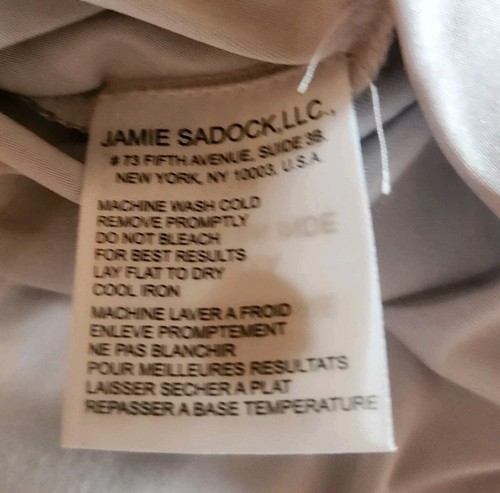 JAMIE SADOCK,LLC.,
# 73 FIFTH AVENUE, SUIDE 3B,
NEW YORK, NY 10003, U.S.A.
MACHINE WASH COLD
REMOVE PROMPTLY
DO NOT BLEACH
FOR BEST RESULTS
LAY FLAT TO DRY
COOL IRON
MACHINE LAVER A FROID
ENLEVE PROMPTEMENT
NE PAS BLANCHIR
POUR MEILLEURES RESULTATS
LAISSER SECHER A PLAT
REPASSER A BASE TEMPERATURE